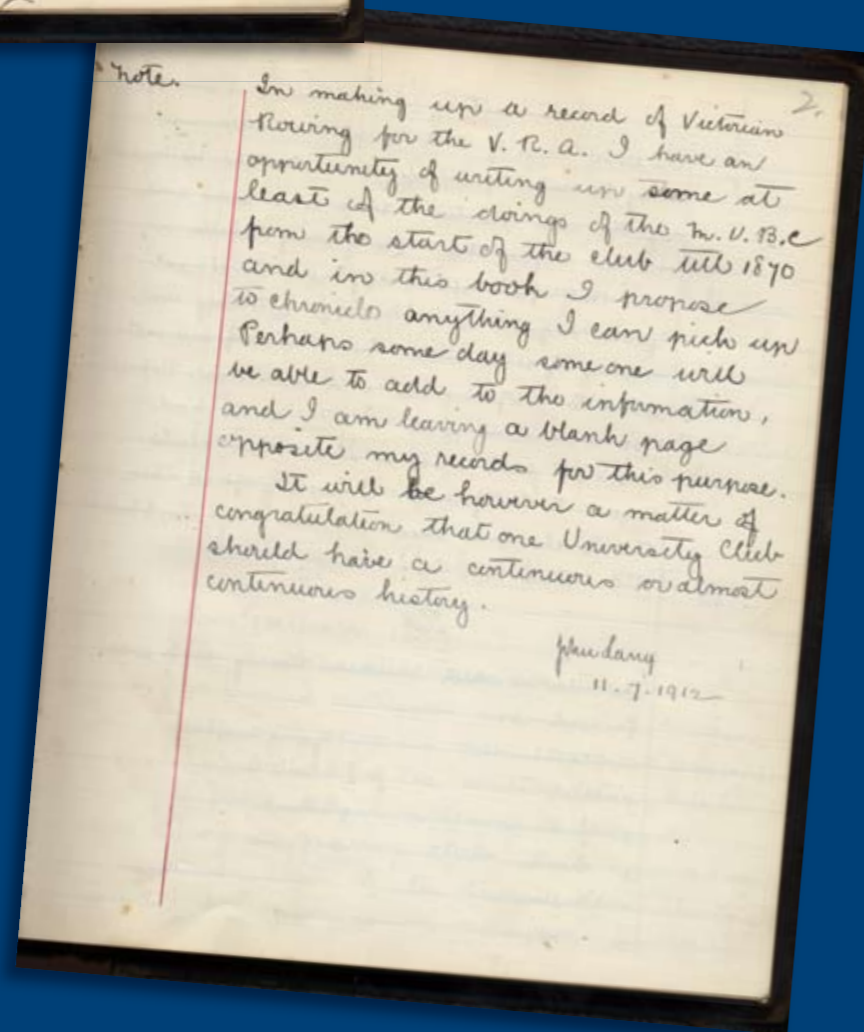 2.
Note.
In making up a record of Victorian
Rowing for the V.R.A. I have an
opportunity of writing up some at
least of the doings of the M.U.B.C
from the start of the club till 1870
and in this book I propose
to chronicle anything I can pick up
Perhaps some day someone will
be able to add to the information,
and I am leaving a blank page
opposite my records for this purpose.
It will be however a matter of
congratulation that one University Club
should have a continuous or almost
continuous history.
11.7.1912